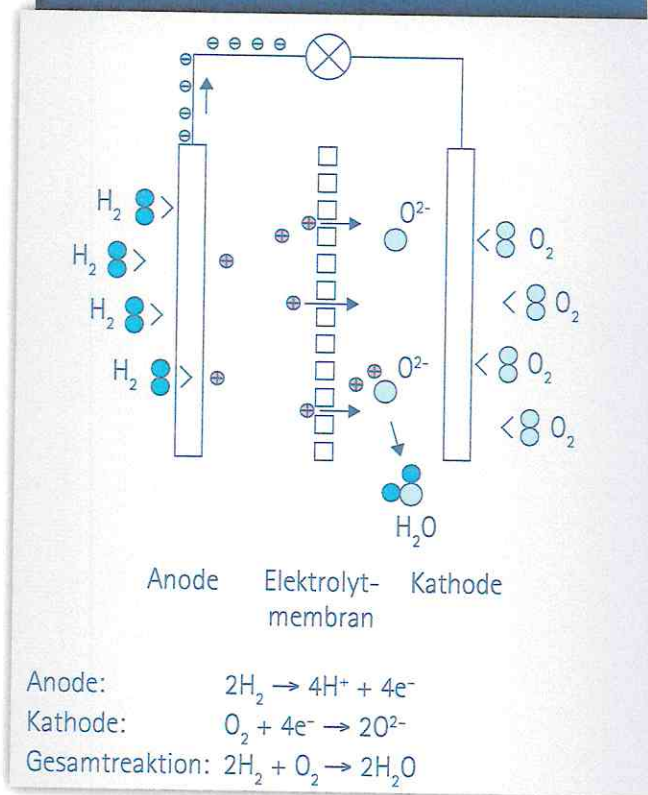 ⊖ ⊖ ⊖ ⊖
⊖
⊖
⊖
⊖
H₂
O²⁻
⊕
⊕
O₂
H₂
⊕
H₂
⊕
O₂
H₂
⊕
⊕
⊕
O²⁻
O₂
⊕
O₂
H₂O
Anode Elektrolyt- Kathode
membran
Anode: 2H₂ → 4H⁺ + 4e⁻
Kathode: O₂ + 4e⁻ → 2O²⁻
Gesamtreaktion: 2H₂ + O₂ → 2H₂O